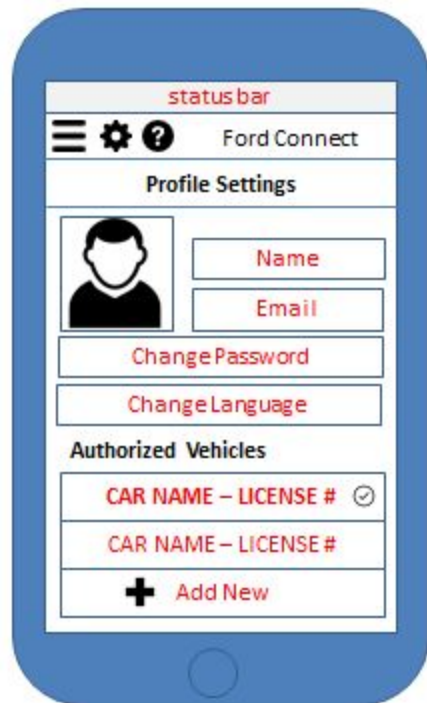 status bar
? Ford Connect
Profile Settings
Name
Email
Change Password
Change Language
Authorized Vehicles
CAR NAME – LICENSE #
CAR NAME – LICENSE #
Add New